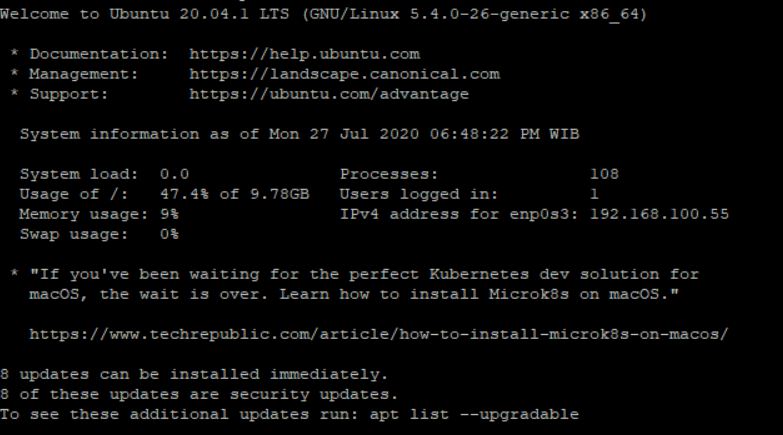 Welcome to Ubuntu 20.04.1 LTS (GNU/Linux 5.4.0-26-generic x86_64)
* Documentation:  https://help.ubuntu.com
* Management:     https://landscape.canonical.com
* Support:        https://ubuntu.com/advantage
System information as of Mon 27 Jul 2020 06:48:22 PM WIB
System load:  0.0               Processes:               108
Usage of /:   47.4% of 9.78GB   Users logged in:         1
Memory usage: 9%                IPv4 address for enp0s3: 192.168.100.55
Swap usage:   0%
* "If you've been waiting for the perfect Kubernetes dev solution for
macOS, the wait is over. Learn how to install Microk8s on macOS."
https://www.techrepublic.com/article/how-to-install-microk8s-on-macos/
8 updates can be installed immediately.
8 of these updates are security updates.
To see these additional updates run: apt list --upgradable